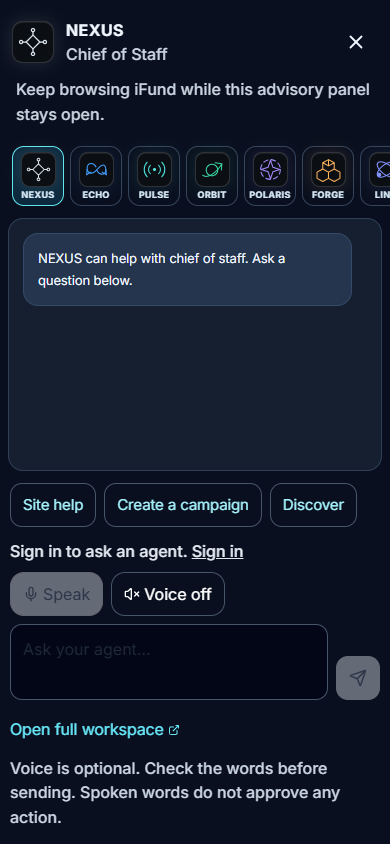 NEXUS
Chief of Staff
Keep browsing iFund while this advisory panel
stays open.
NEXUS
ECHO
PULSE
ORBIT
POLARIS
FORGE
LIN
NEXUS can help with chief of staff. Ask a
question below.
Site help
Create a campaign
Discover
Sign in to ask an agent. Sign in
Speak
Voice off
Ask your agent...
Open full workspace
Voice is optional. Check the words before
sending. Spoken words do not approve any
action.